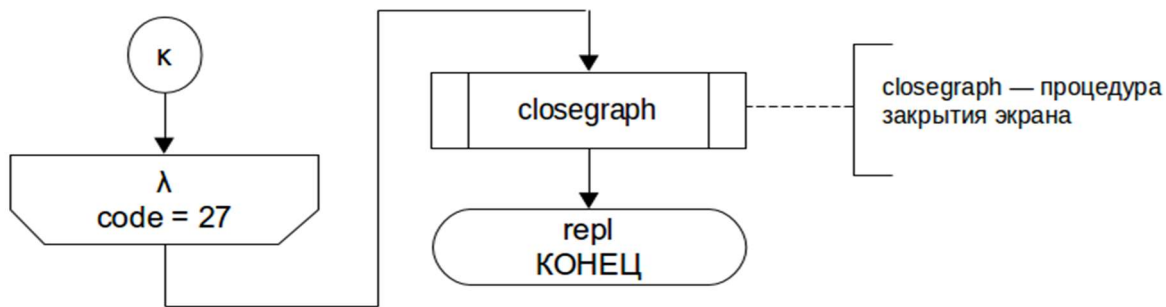 к
λ
code = 27
closegraph
closegraph — процедура
закрытия экрана
repl
КОНЕЦ